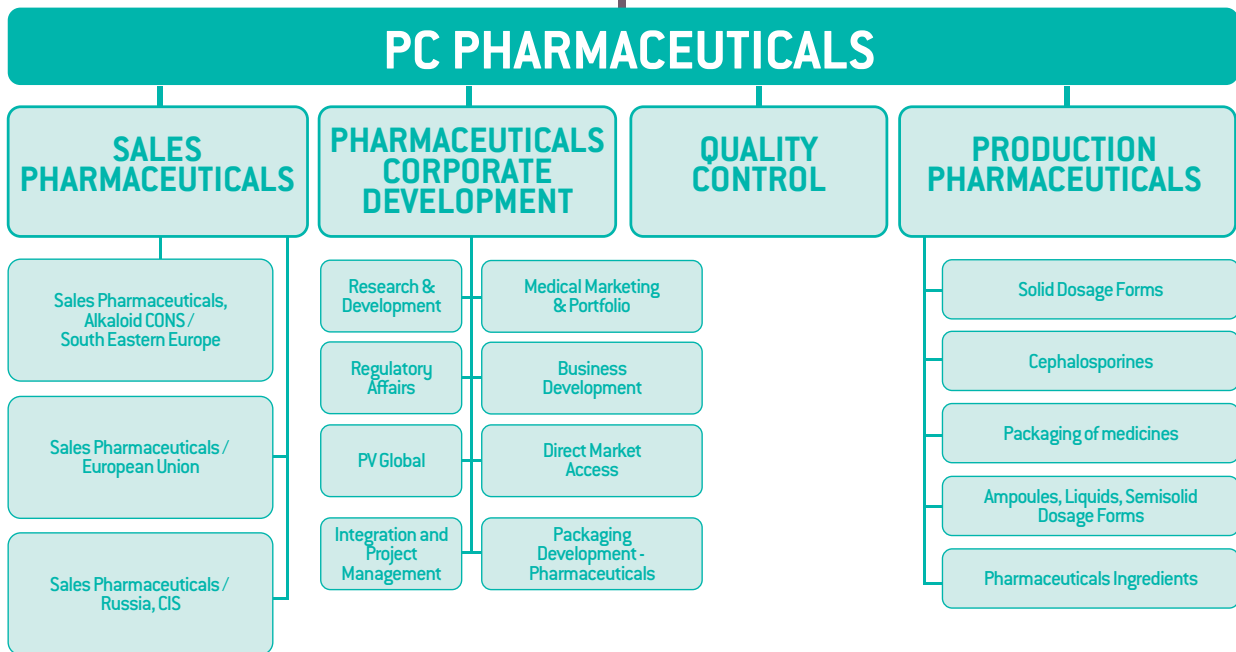 PC PHARMACEUTICALS
SALES
PHARMACEUTICALS
PHARMACEUTICALS
CORPORATE
DEVELOPMENT
QUALITY
CONTROL
PRODUCTION
PHARMACEUTICALS
Sales Pharmaceuticals,
Alkaloid CONS /
South Eastern Europe
Sales Pharmaceuticals /
European Union
Sales Pharmaceuticals /
Russia, CIS
Research &
Development
Medical Marketing
& Portfolio
Regulatory
Affairs
Business
Development
PV Global
Direct Market
Access
Integration and
Project
Management
Packaging
Development -
Pharmaceuticals
Solid Dosage Forms
Cephalosporines
Packaging of medicines
Ampoules, Liquids, Semisolid
Dosage Forms
Pharmaceuticals Ingredients